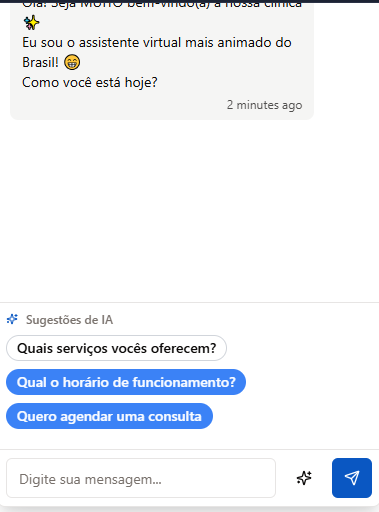 Olá! Seja MUITO bem-vindo(a) à nossa clínica
✨
Eu sou o assistente virtual mais animado do
Brasil! 😁
Como você está hoje?
2 minutes ago
Sugestões de IA
Quais serviços vocês oferecem?
Qual o horário de funcionamento?
Quero agendar uma consulta
Digite sua mensagem...